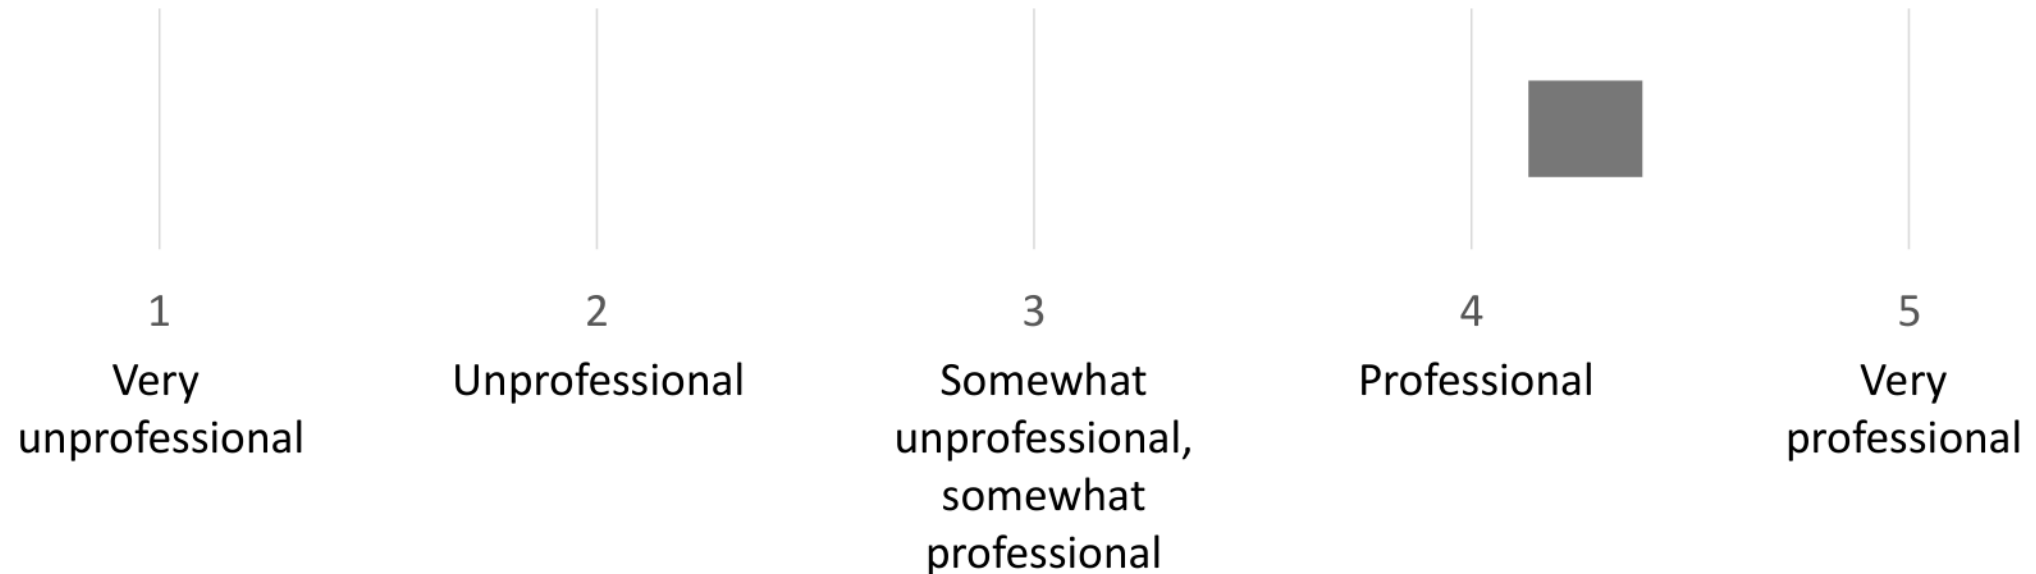 1 2 3 4 5
Very Unprofessional Somewhat Professional Very
unprofessional unprofessional, professional
somewhat
professional